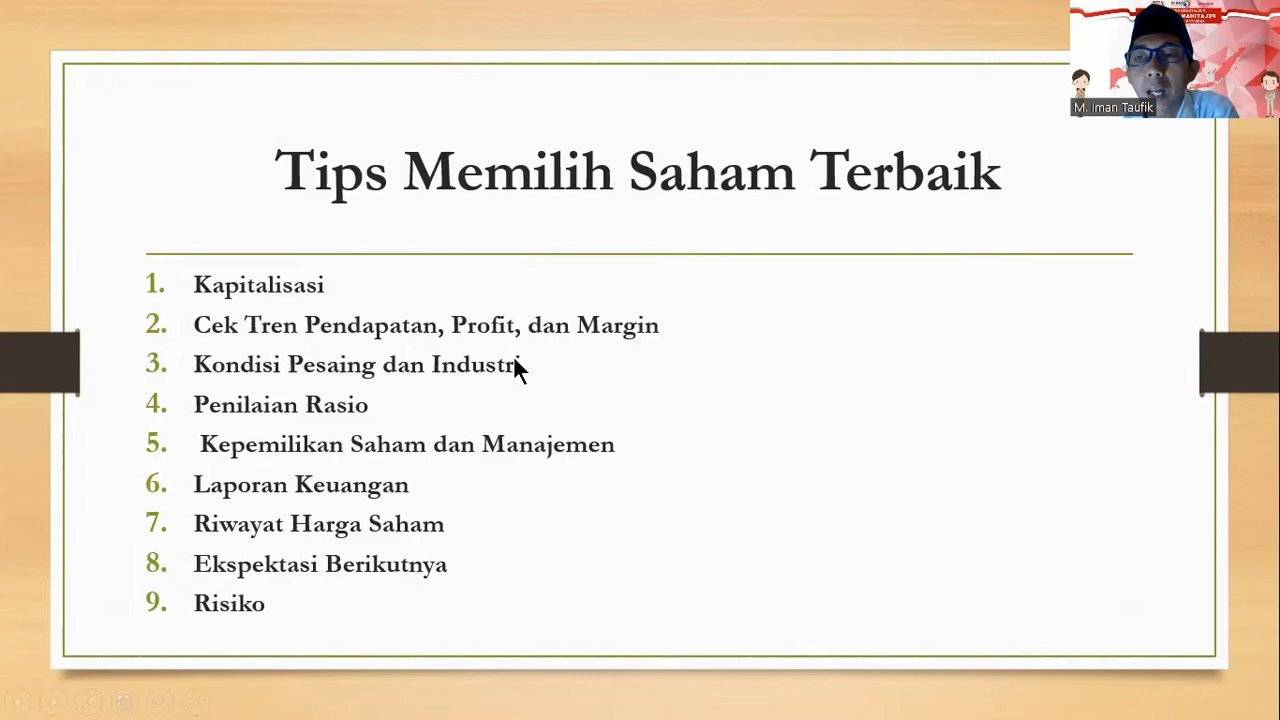 Tips Memilih Saham Terbaik
1. Kapitalisasi
2. Cek Tren Pendapatan, Profit, dan Margin
3. Kondisi Pesaing dan Industri
4. Penilaian Rasio
5. Kepemilikan Saham dan Manajemen
6. Laporan Keuangan
7. Riwayat Harga Saham
8. Ekspektasi Berikutnya
9. Risiko
M. Iman Taufik